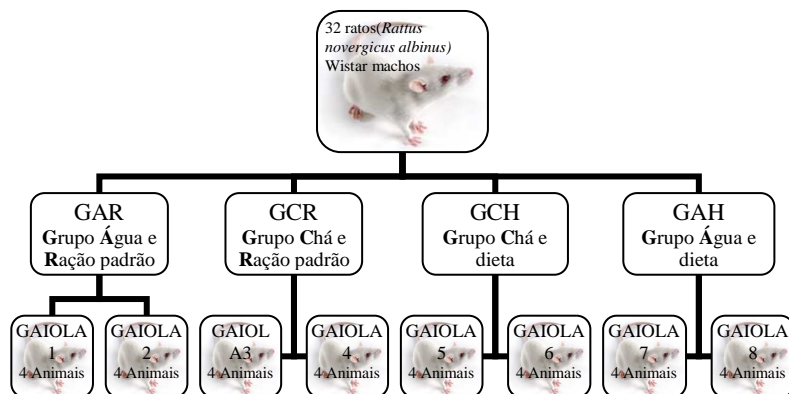 32 ratos(Rattus
novergicus albinus)
Wistar machos
GAR
Grupo Água e
Ração padrão
GCR
Grupo Chá e
Ração padrão
GCH
Grupo Chá e
dieta
GAH
Grupo Água e
dieta
GAIOLA
1
4 Animais
GAIOLA
2
4 Animais
GAIOL
A3
4 Animais
GAIOLA
4
4 Animais
GAIOLA
5
4 Animais
GAIOLA
6
4 Animais
GAIOLA
7
4 Animais
GAIOLA
8
4 Animais